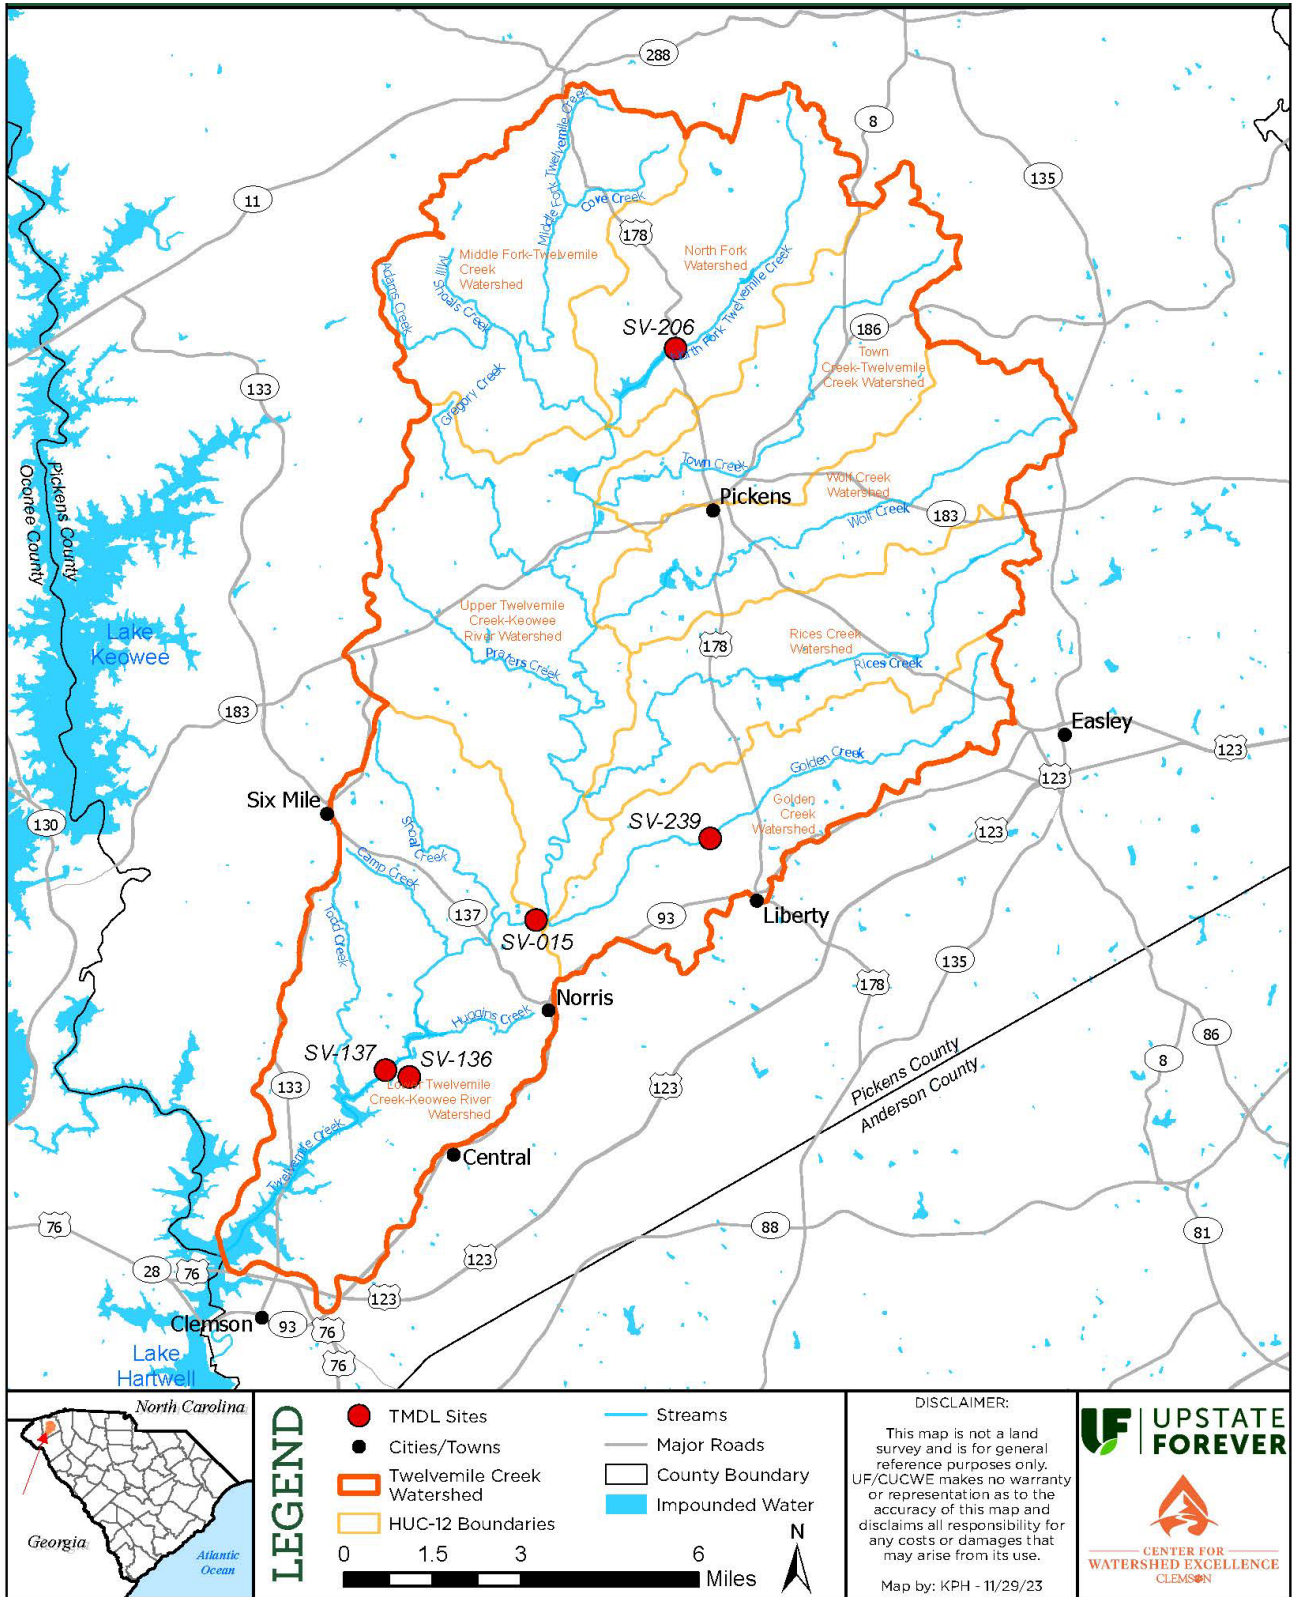 288
8
11
135
Middle Fork Twelvemile Creek
Cove Creek
178
Middle Fork-Twelvemile
Creek
Watershed
North Fork
Watershed
Adams Creek
Mill Shoals Creek
North Fork Twelvemile Creek
SV-206
186
Town
Creek-Twelvemile
Creek Watershed
133
Gregory Creek
Town Creek
Wolf Creek
Watershed
Pickens
Wolf Creek
183
Pickens County
Oconee County
Lake
Keowee
Upper Twelvemile
Creek-Keowee
River Watershed
Praters Creek
178
Rices Creek
Watershed
Rices Creek
183
Easley
123
123
Golden Creek
Six Mile
130
SV-239
Golden
Creek
Watershed
123
Shoal Creek
Camp Creek
137
93
Liberty
SV-015
Todd Creek
135
178
Norris
Huggins Creek
86
8
SV-137
SV-136
133
Lower Twelvemile
Creek-Keowee River
Watershed
123
Pickens County
Anderson County
Twelvemile Creek
Central
76
88
81
28
76
123
123
Clemson
93
76
76
Lake
Hartwell
North Carolina
Georgia
Atlantic
Ocean
LEGEND
TMDL Sites
Cities/Towns
Twelvemile Creek
Watershed
HUC-12 Boundaries
Streams
Major Roads
County Boundary
Impounded Water
0 1.5 3 6
Miles
N
DISCLAIMER:
This map is not a land
survey and is for general
reference purposes only.
UF/CUCWE makes no warranty
or representation as to the
accuracy of this map and
disclaims all responsibility for
any costs or damages that
may arise from its use.
Map by: KPH - 11/29/23
UF
UPSTATE
FOREVER
CENTER FOR
WATERSHED EXCELLENCE
CLEMSON